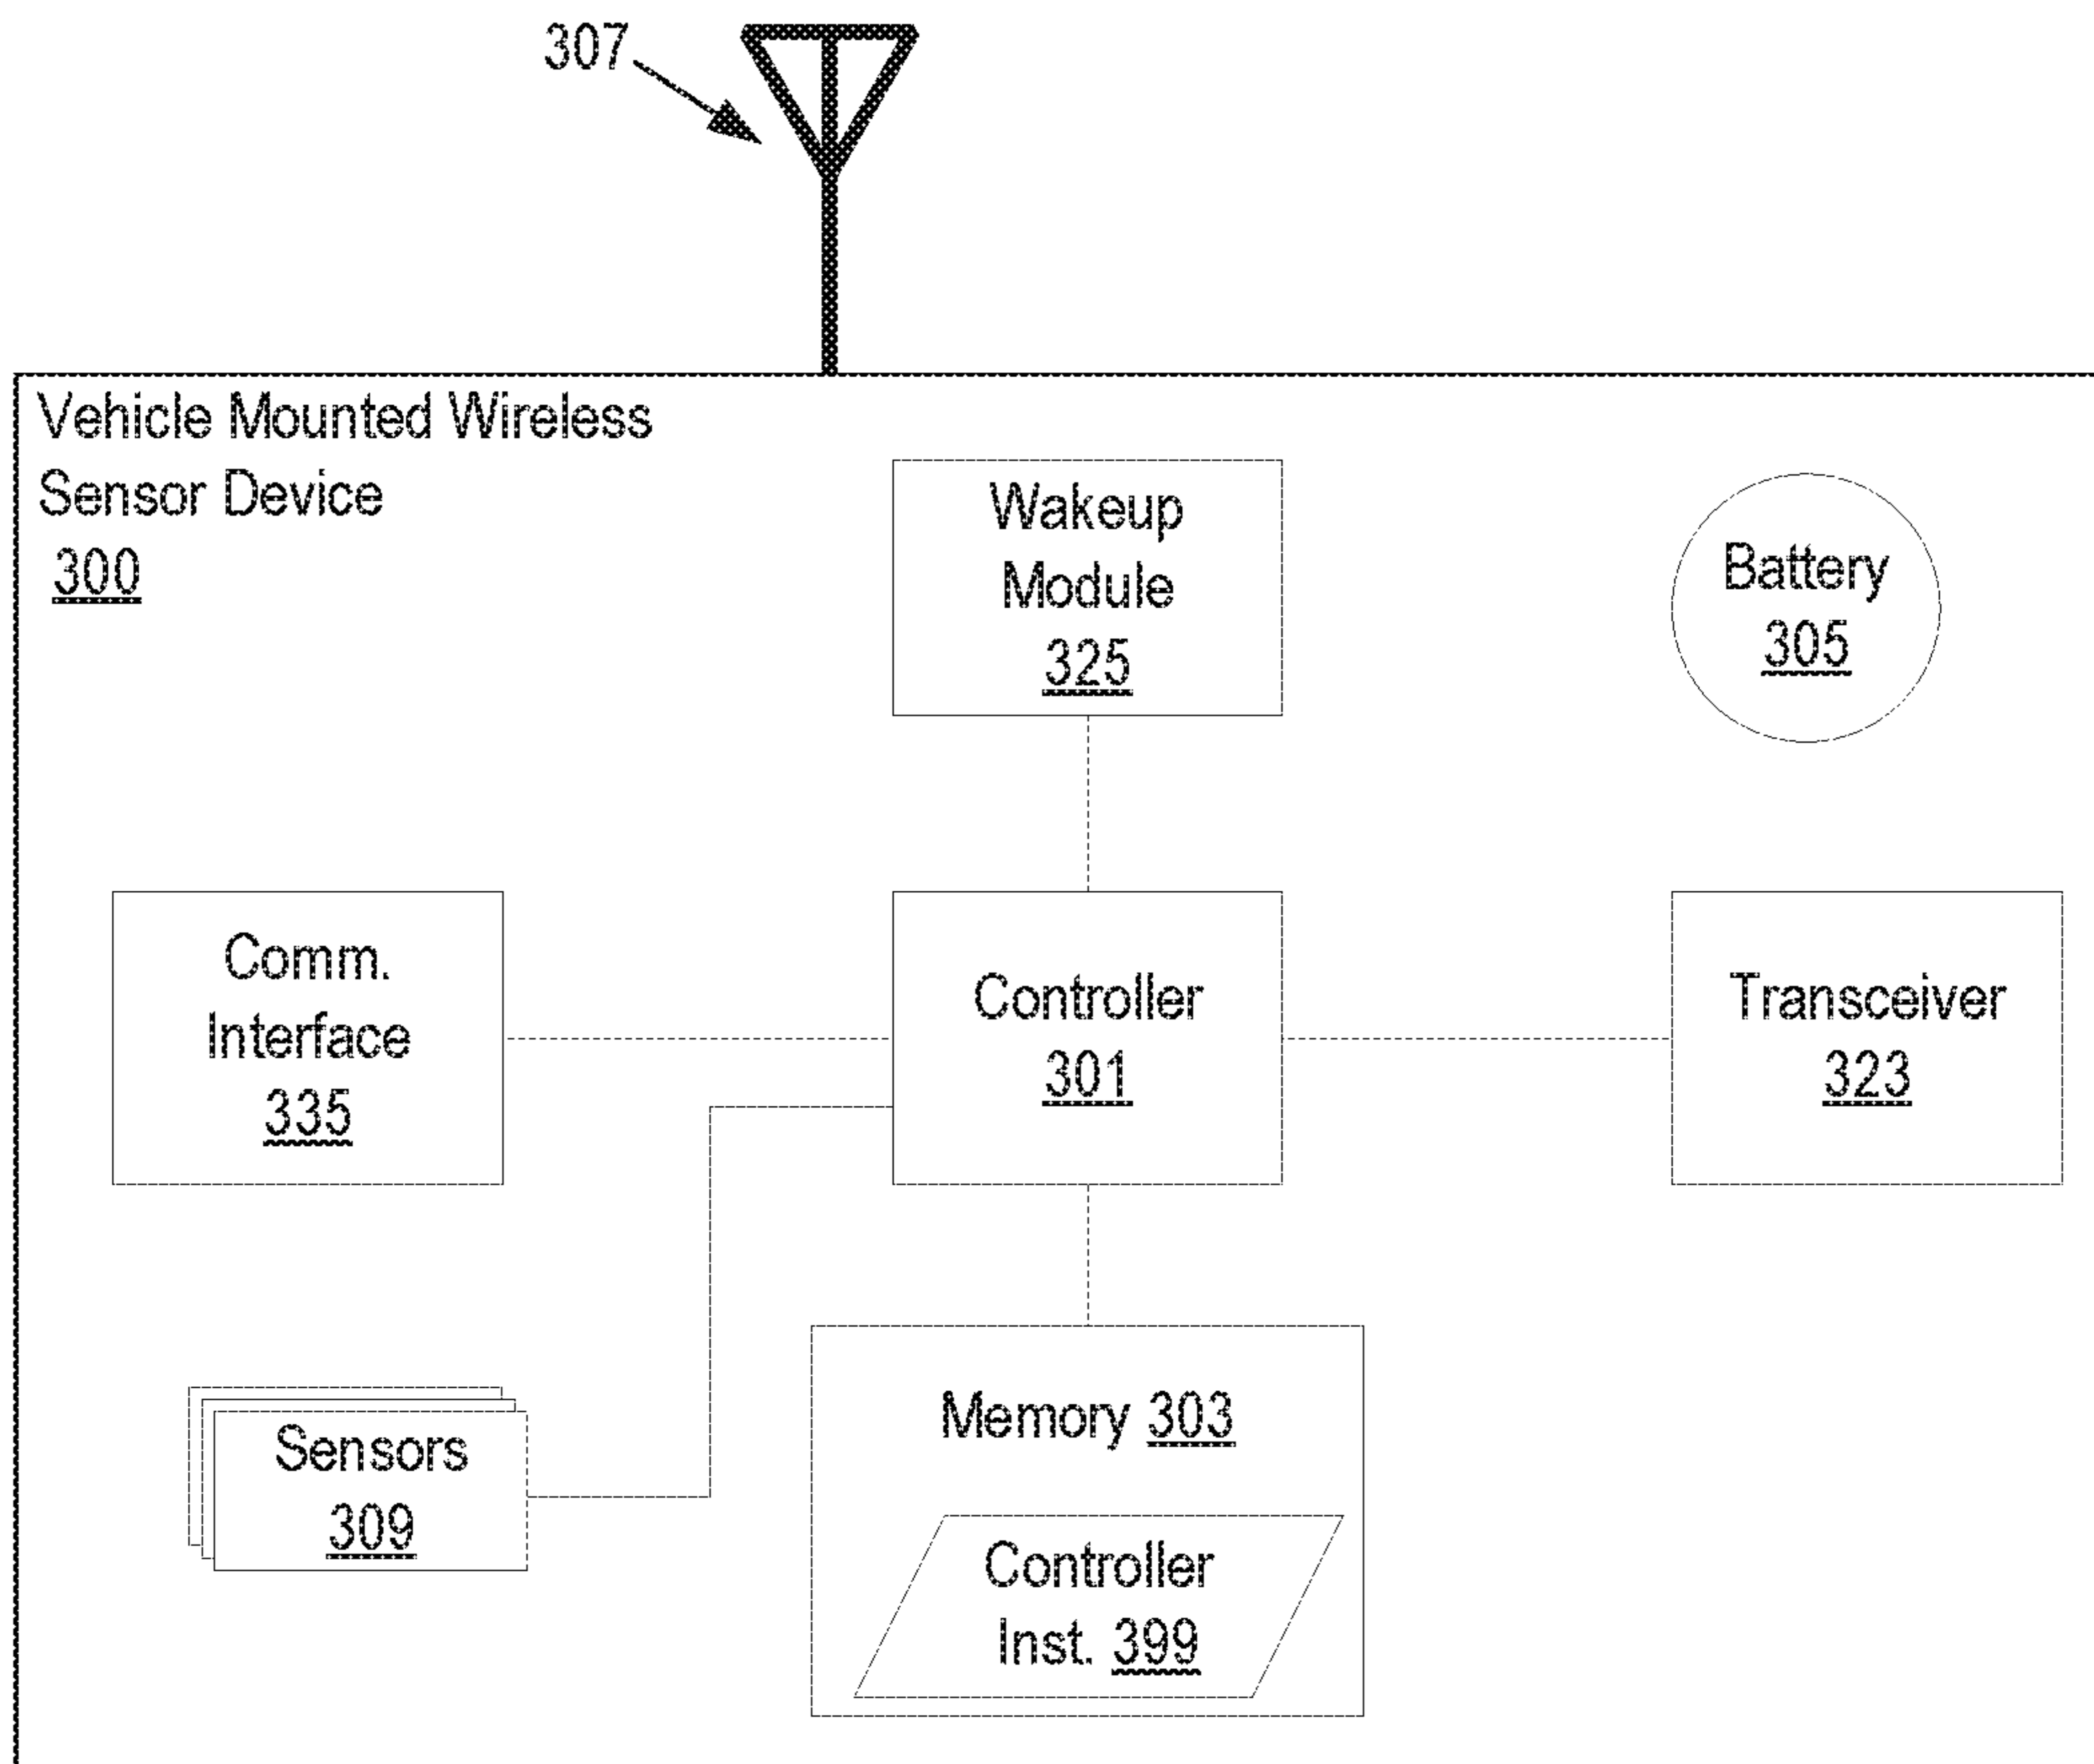 307
Vehicle Mounted Wireless
Sensor Device
300
Wakeup
Module
325
Battery
305
Comm.
Interface
335
Controller
301
Transceiver
323
Sensors
309
Memory 303
Controller
Inst. 399